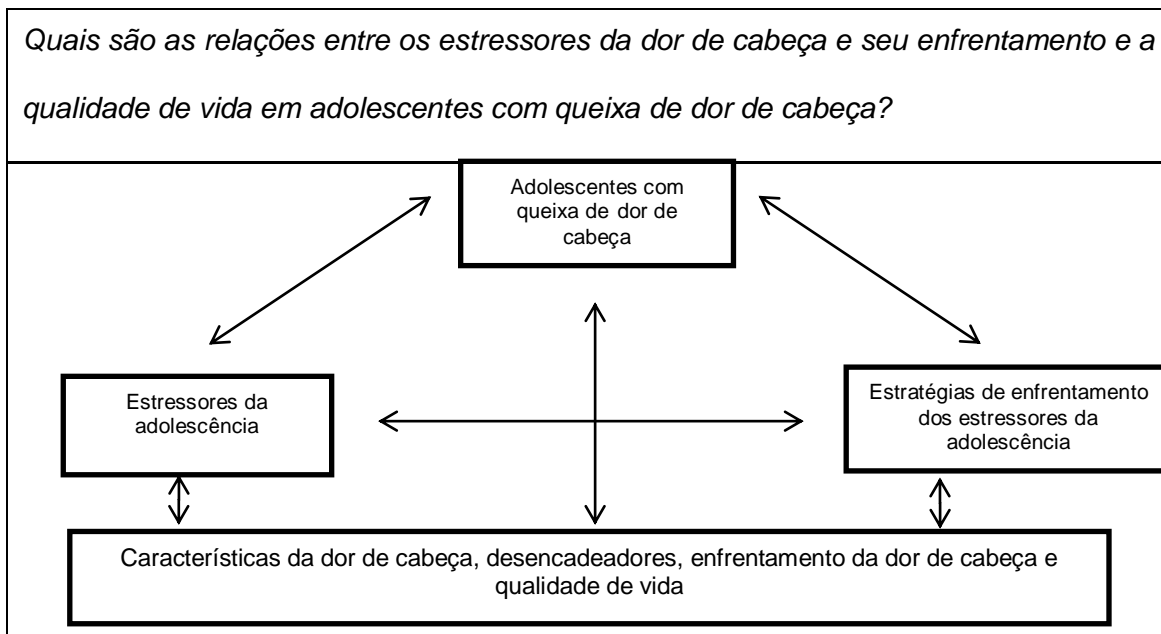 Quais são as relações entre os estressores da dor de cabeça e seu enfrentamento e a
qualidade de vida em adolescentes com queixa de dor de cabeça?
Adolescentes com
queixa de dor de
cabeça
Estressores da
adolescência
Estratégias de enfrentamento
dos estressores da
adolescência
Características da dor de cabeça, desencadeadores, enfrentamento da dor de cabeça e
qualidade de vida